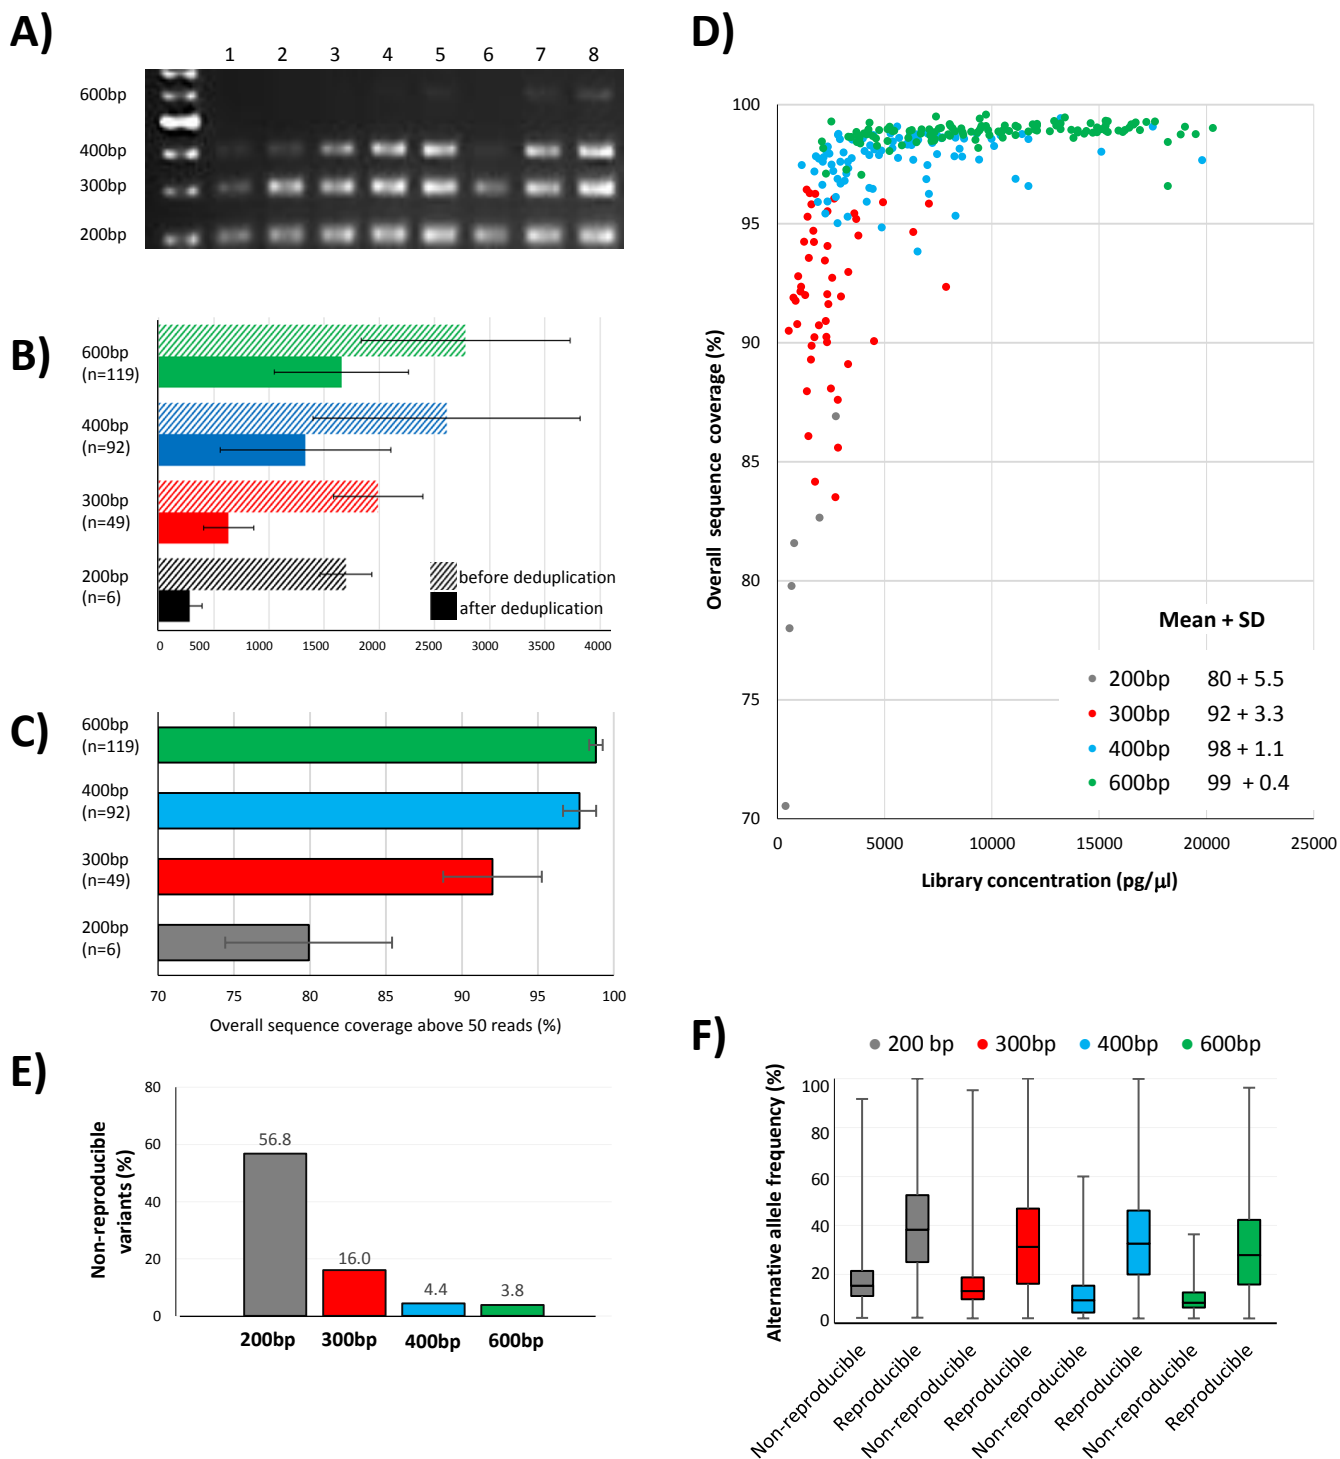 A)
1 2 3 4 5 6 7 8
600bp
400bp
300bp
200bp
B)
600bp
(n=119)
400bp
(n=92)
300bp
(n=49)
200bp
(n=6)
before deduplication
after deduplication
0 500 1000 1500 2000 2500 3000 3500 4000
C)
600bp
(n=119)
400bp
(n=92)
300bp
(n=49)
200bp
(n=6)
70 75 80 85 90 95 100
Overall sequence coverage above 50 reads (%)
D)
Overall sequence coverage (%)
100
95
90
85
80
75
70
Mean + SD
200bp 80 + 5.5
300bp 92 + 3.3
400bp 98 + 1.1
600bp 99 + 0.4
0 5000 10000 15000 20000 25000
Library concentration (pg/µl)
E)
Non-reproducible
variants (%)
80
60
40
20
0
56.8
16.0
4.4
3.8
200bp 300bp 400bp 600bp
F)
200 bp 300bp 400bp 600bp
Alternative allele frequency (%)
100
80
60
40
20
0
Non-reproducible
Reproducible
Non-reproducible
Reproducible
Non-reproducible
Reproducible
Non-reproducible
Reproducible